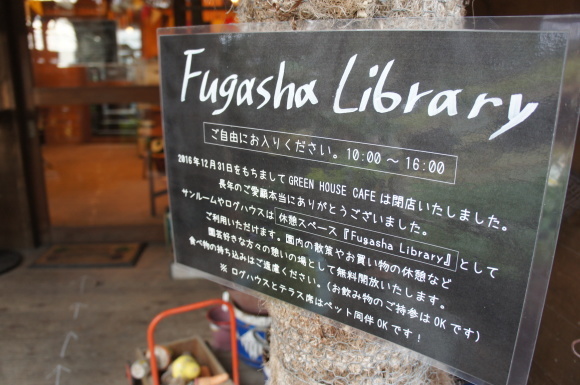 Fugasha Library
ご自由にお入りください。10:00～16:00
2016年12月31日をもちましてGREEN HOUSE CAFEは閉店いたしました。
長年のご愛顧本当にありがとうございました。
サンルームやログハウスは休憩スペース『Fugasha Library』として
ご利用いただけます。園内の散策やお買い物の休憩など
園芸好きな方々の憩いの場として無料開放いたします。
食べ物の持ち込みはご遠慮ください。(お飲み物のご持参はOKです)
※ ログハウスとテラス席はペット同伴OKです！